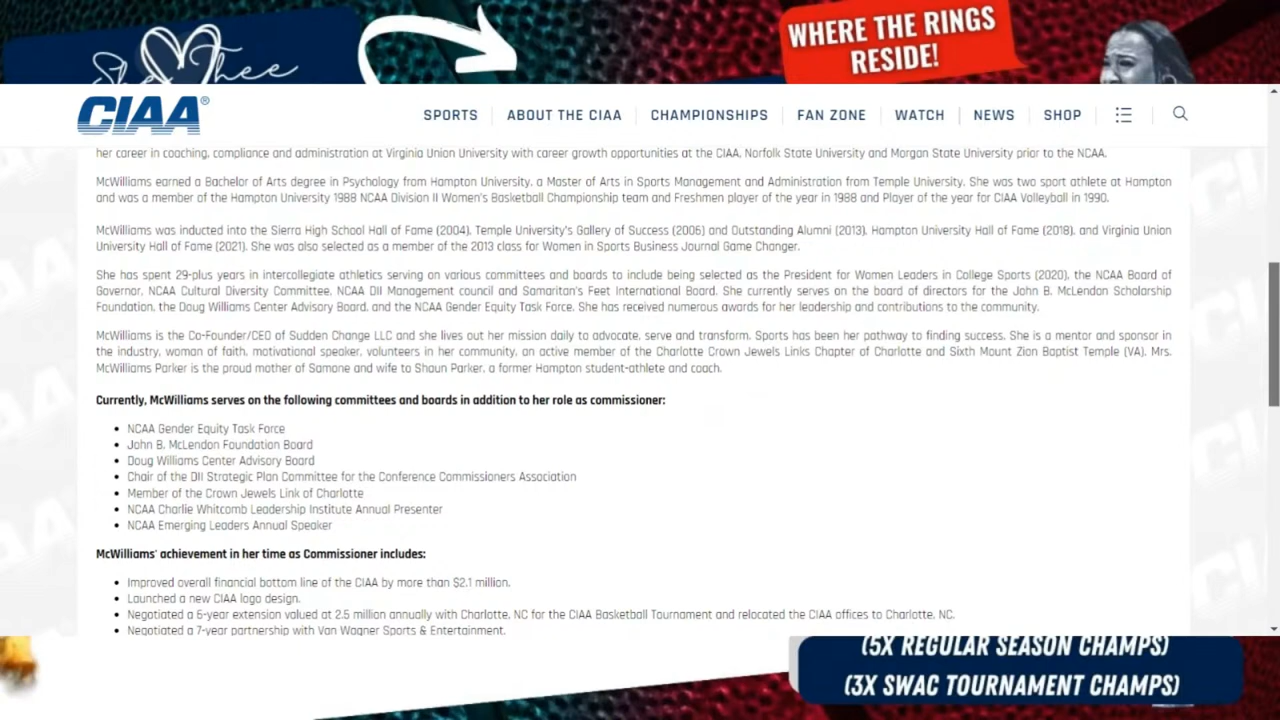 She Thee
WHERE THE RINGS
RESIDE!
CIAA®
SPORTS
ABOUT THE CIAA
CHAMPIONSHIPS
FAN ZONE
WATCH
NEWS
SHOP
her career in coaching, compliance and administration at Virginia Union University with career growth opportunities at the CIAA, Norfolk State University and Morgan State University prior to the NCAA.
McWilliams earned a Bachelor of Arts degree in Psychology from Hampton University, a Master of Arts in Sports Management and Administration from Temple University. She was two sport athlete at Hampton
and was a member of the Hampton University 1988 NCAA Division II Women's Basketball Championship team and Freshmen player of the year in 1988 and Player of the year for CIAA Volleyball in 1990.
McWilliams was inducted into the Sierra High School Hall of Fame (2004), Temple University's Gallery of Success (2006) and Outstanding Alumni (2013), Hampton University Hall of Fame (2018), and Virginia Union
University Hall of Fame (2021). She was also selected as a member of the 2013 class for Women in Sports Business Journal Game Changer.
She has spent 29-plus years in intercollegiate athletics serving on various committees and boards to include being selected as the President for Women Leaders in College Sports (2020), the NCAA Board of
Governor, NCAA Cultural Diversity Committee, NCAA DII Management council and Samaritan's Feet International Board. She currently serves on the board of directors for the John B. McLendon Scholarship
Foundation, the Doug Williams Center Advisory Board, and the NCAA Gender Equity Task Force. She has received numerous awards for her leadership and contributions to the community.
McWilliams is the Co-Founder/CEO of Sudden Change LLC and she lives out her mission daily to advocate, serve and transform. Sports has been her pathway to finding success. She is a mentor and sponsor in
the industry, woman of faith, motivational speaker, volunteers in her community, an active member of the Charlotte Crown Jewels Links Chapter of Charlotte and Sixth Mount Zion Baptist Temple (VA). Mrs.
McWilliams Parker is the proud mother of Samone and wife to Shaun Parker, a former Hampton student-athlete and coach.
Currently, McWilliams serves on the following committees and boards in addition to her role as commissioner:
• NCAA Gender Equity Task Force
• John B. McLendon Foundation Board
• Doug Williams Center Advisory Board
• Chair of the DII Strategic Plan Committee for the Conference Commissioners Association
• Member of the Crown Jewels Link of Charlotte
• NCAA Charlie Whitcomb Leadership Institute Annual Presenter
• NCAA Emerging Leaders Annual Speaker
McWilliams' achievement in her time as Commissioner includes:
• Improved overall financial bottom line of the CIAA by more than $2.1 million.
• Launched a new CIAA logo design.
• Negotiated a 6-year extension valued at 2.5 million annually with Charlotte, NC for the CIAA Basketball Tournament and relocated the CIAA offices to Charlotte, NC.
• Negotiated a 7-year partnership with Van Wagner Sports & Entertainment.
(5X REGULAR SEASON CHAMPS)
(3X SWAC TOURNAMENT CHAMPS)